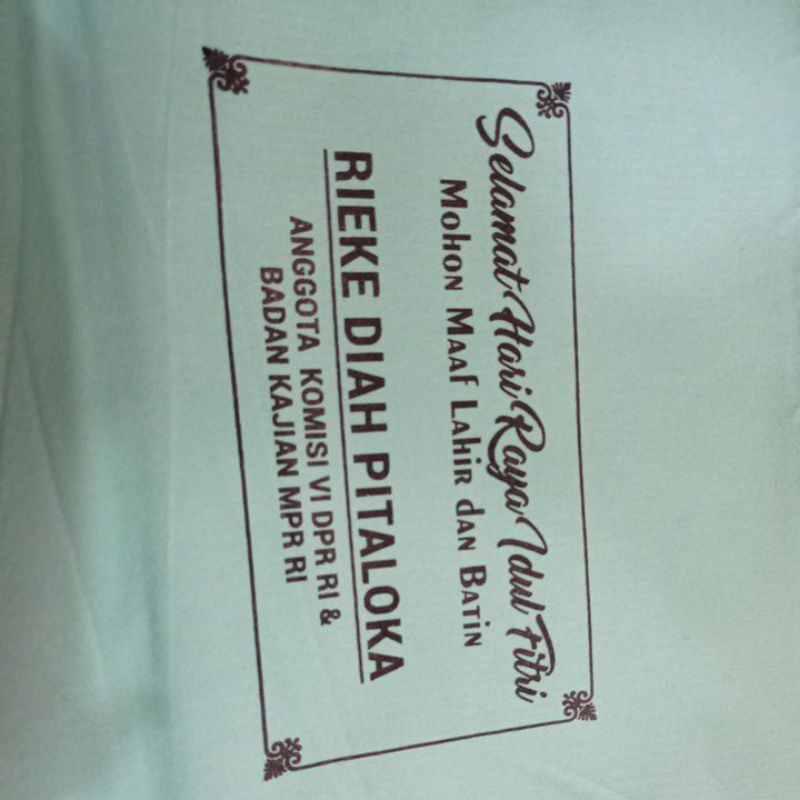 Selamat Hari Raya Idul Fitri
Mohon Maaf Lahir dan Batin
RIEKE DIAH PITALOKA
ANGGOTA KOMISI VI DPR RI &
BADAN KAJIAN MPR RI